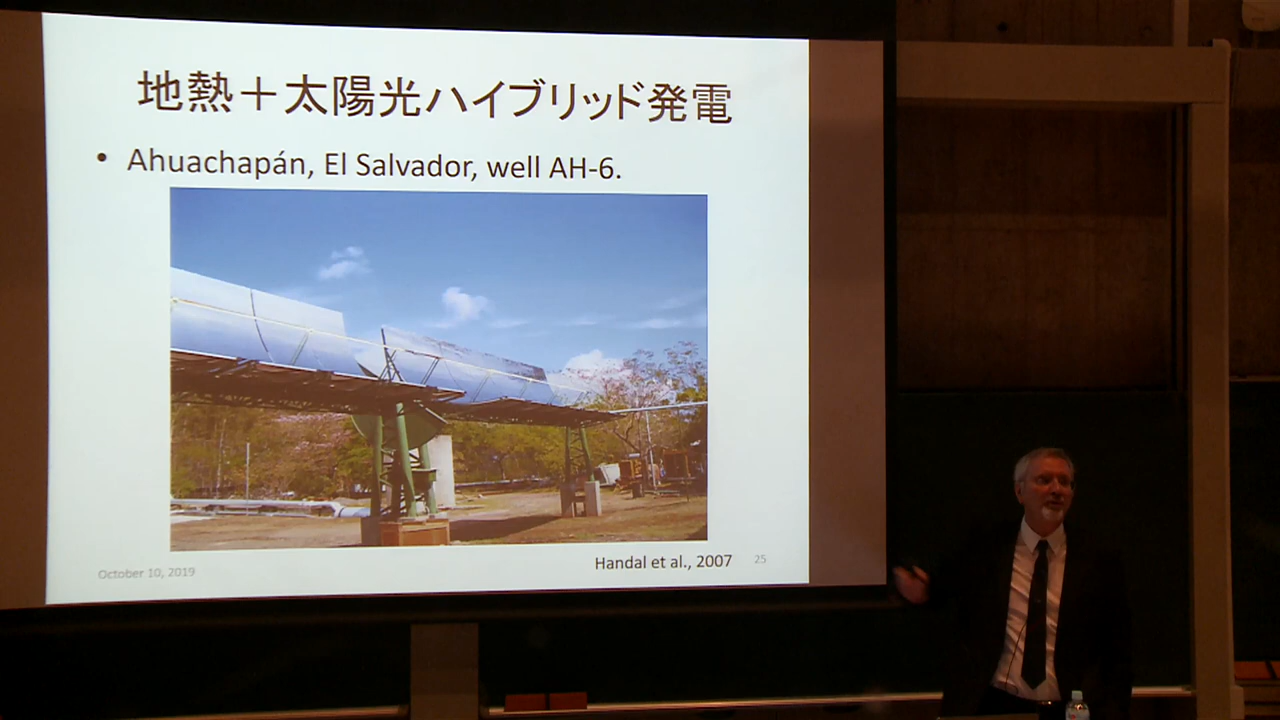 地熱＋太陽光ハイブリッド発電
• Ahuachapán, El Salvador, well AH-6.
Handal et al., 2007
25
October 10, 2019